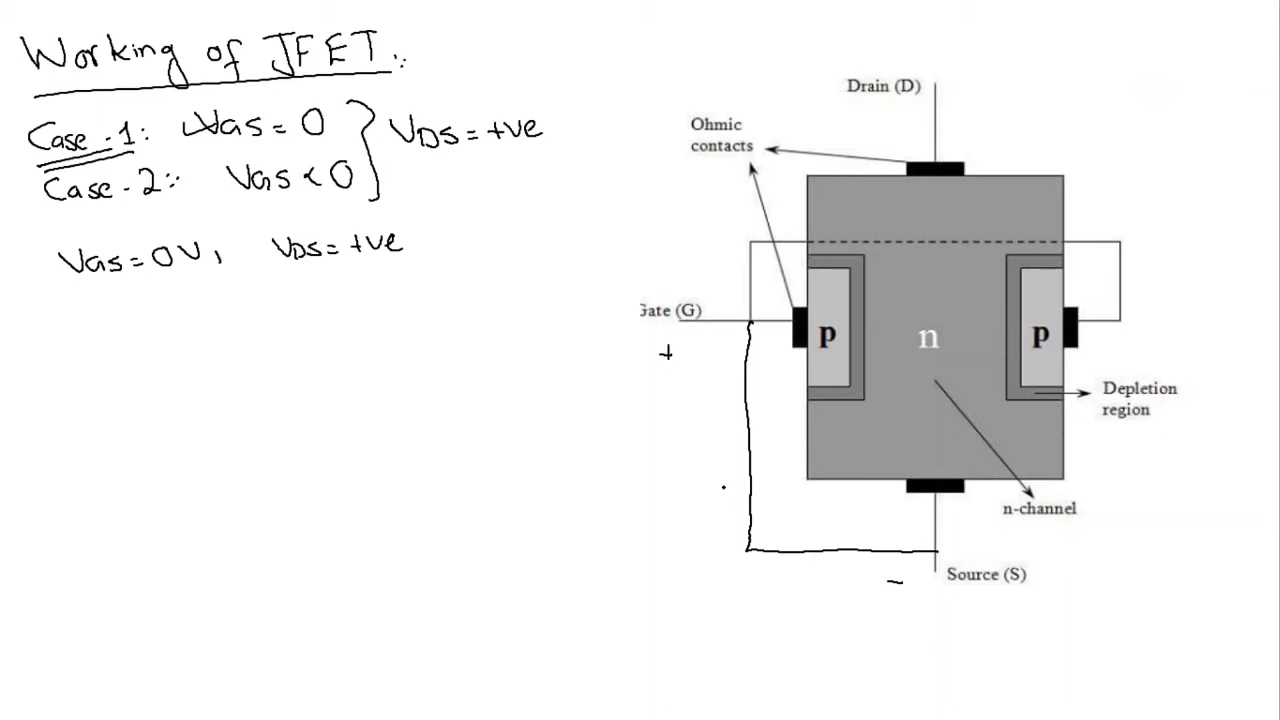 Working of JFET :
Case-1: VGS = 0 } VDS = +ve
Case-2: VGS < 0
VGS = 0V, VDS = +ve
Drain (D)
Ohmic
contacts
Gate (G)
+
p
n
p
Depletion
region
n-channel
Source (S)
-